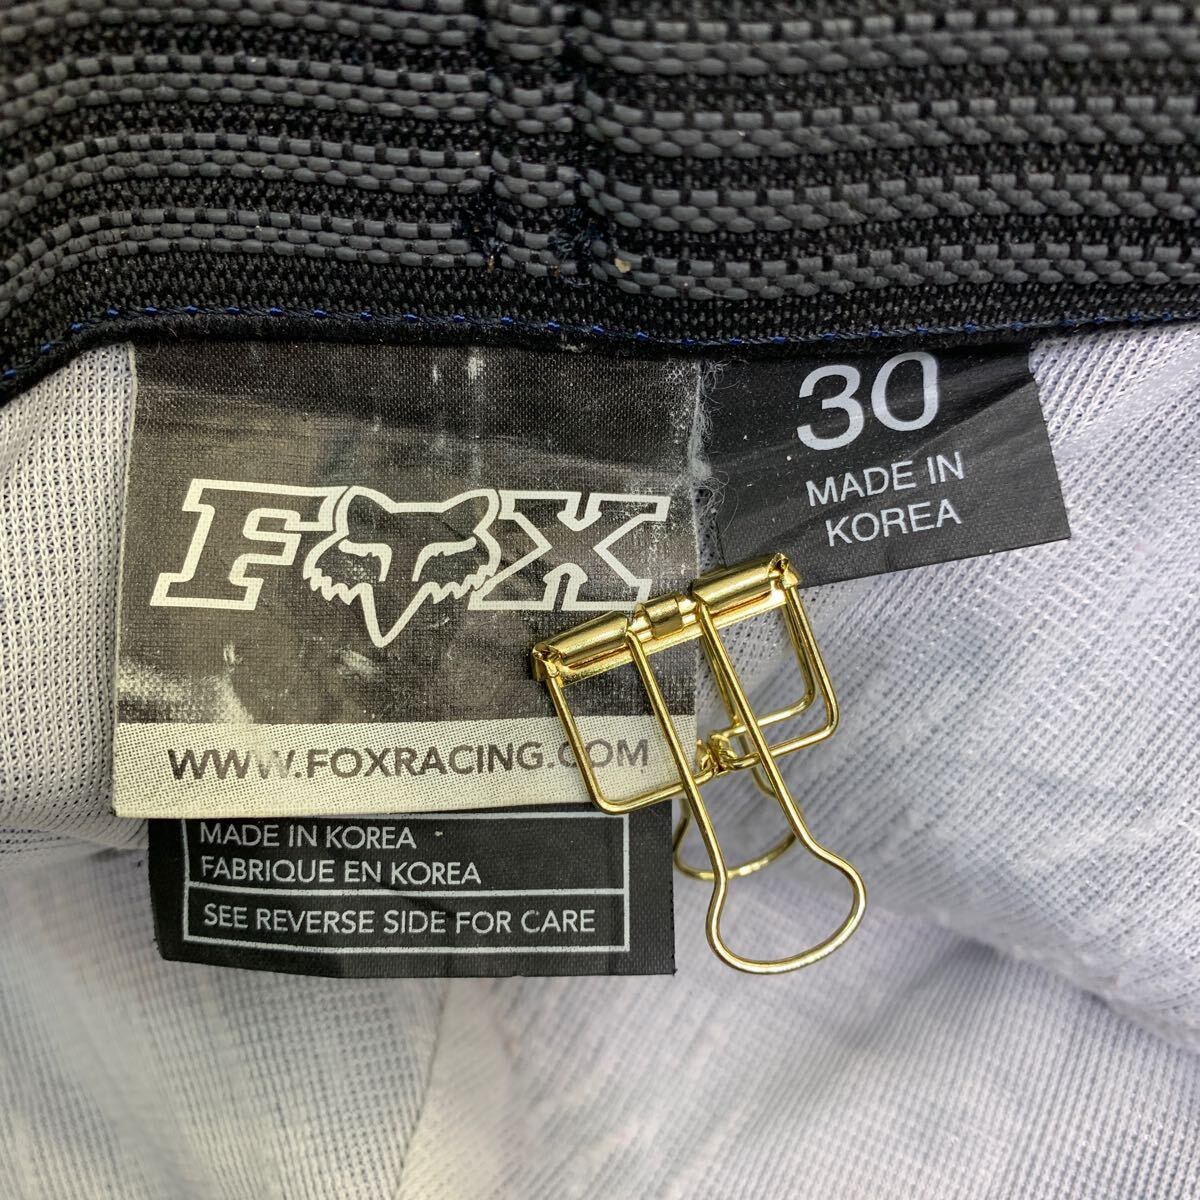 FOX
WWW.FOXRACING.COM
30
MADE IN
KOREA
MADE IN KOREA
FABRIQUE EN KOREA
SEE REVERSE SIDE FOR CARE